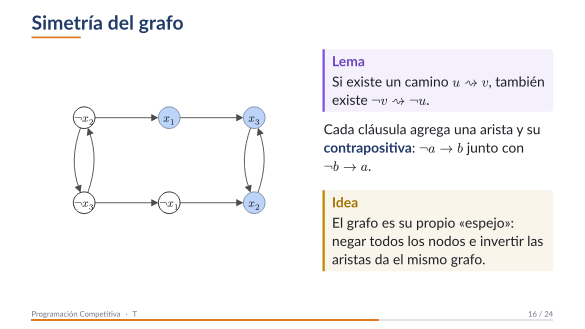 Simetría del grafo
¬x₂
x₁
x₃
¬x₃
¬x₁
x₂
Lema
Si existe un camino u ⇝ v, también
existe ¬v ⇝ ¬u.
Cada cláusula agrega una arista y su
contrapositiva: ¬a → b junto con
¬b → a.
Idea
El grafo es su propio «espejo»:
negar todos los nodos e invertir las
aristas da el mismo grafo.
Programación Competitiva · T
16 / 24